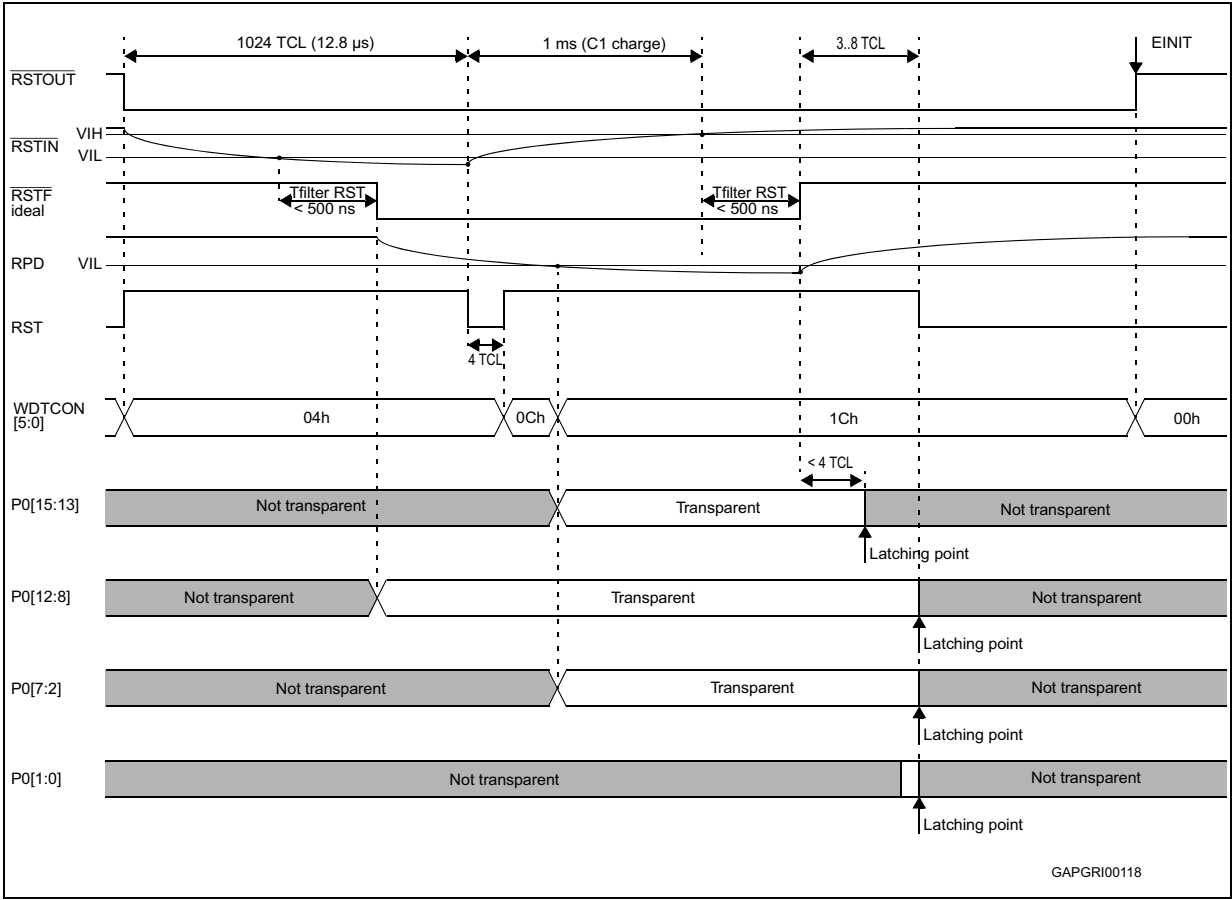 1024 TCL (12.8 µs)
1 ms (C1 charge)
3..8 TCL
EINIT
RSTOUT
RSTIN
VIH
VIL
RSTF
ideal
Tfilter RST
< 500 ns
Tfilter RST
< 500 ns
RPD
VIL
RST
4 TCL
WDTCON
[5:0]
04h
0Ch
1Ch
00h
< 4 TCL
P0[15:13]
Not transparent
Transparent
Not transparent
Latching point
P0[12:8]
Not transparent
Transparent
Not transparent
Latching point
P0[7:2]
Not transparent
Transparent
Not transparent
Latching point
P0[1:0]
Not transparent
Not transparent
Latching point
GAPGRI00118